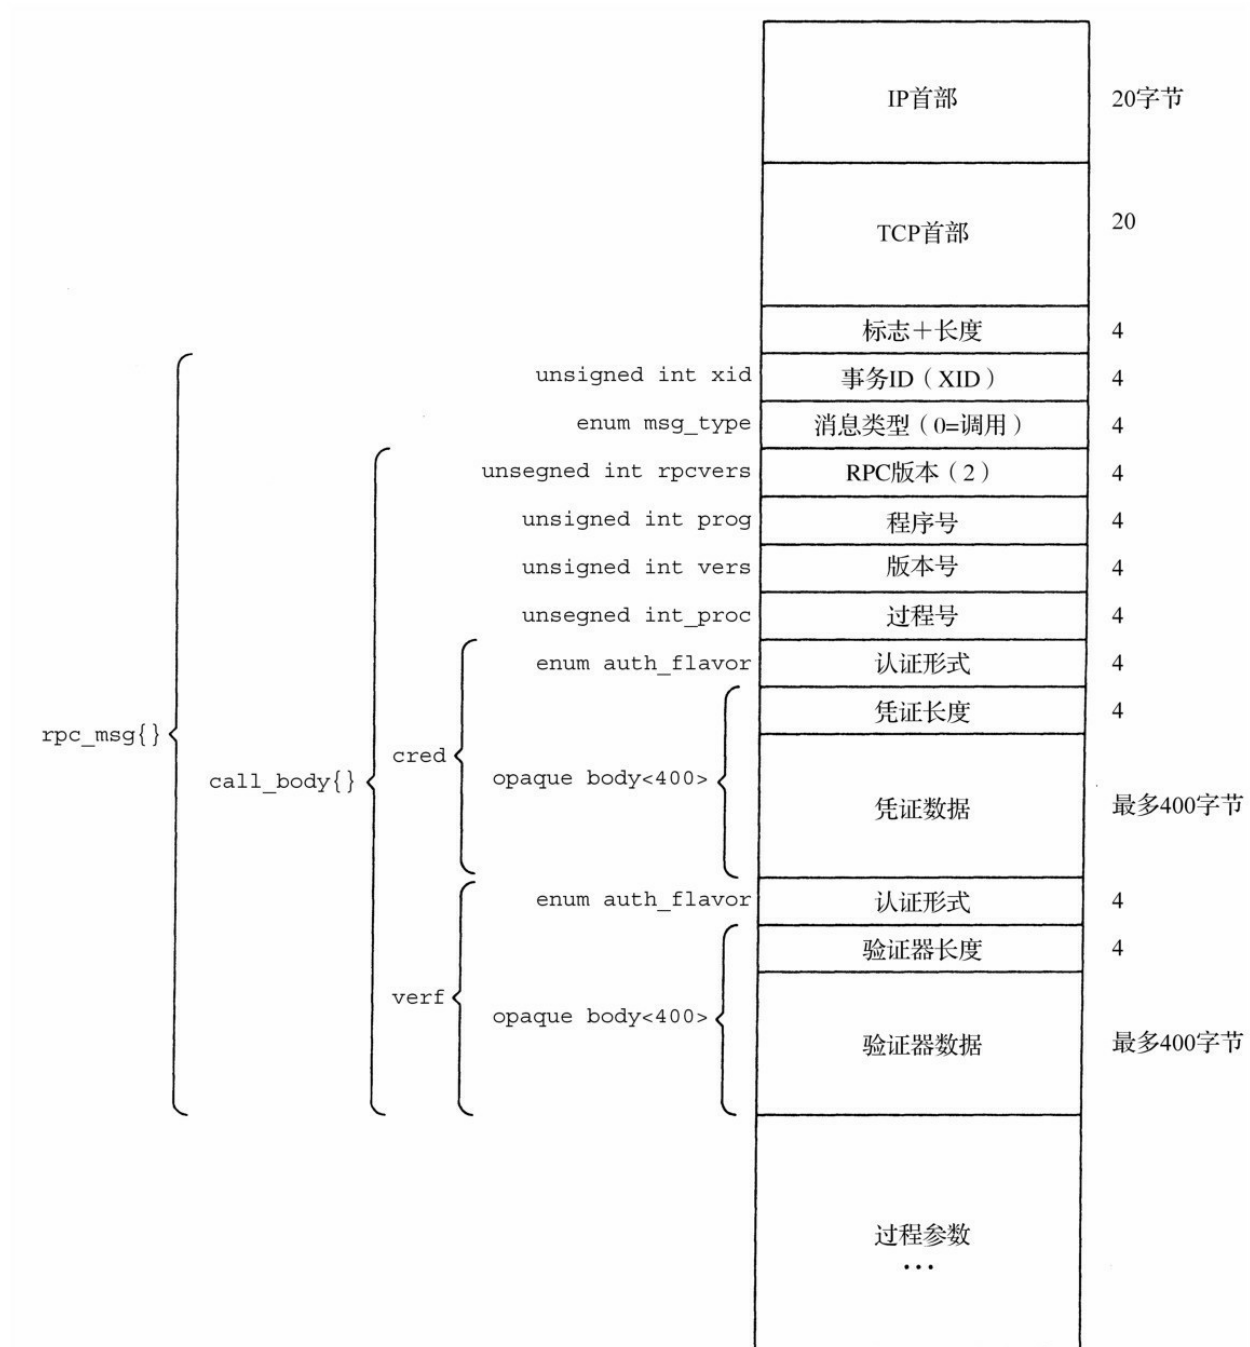 IP首部 20字节
TCP首部 20
标志＋长度 4
unsigned int xid 事务ID（XID） 4
enum msg_type 消息类型（0=调用） 4
unsegned int rpcvers RPC版本（2） 4
unsigned int prog 程序号 4
unsigned int vers 版本号 4
unsegned int_proc 过程号 4
enum auth_flavor 认证形式 4
凭证长度 4
rpc_msg{}
cred
call_body{}
opaque body<400> 凭证数据 最多400字节
enum auth_flavor 认证形式 4
验证器长度 4
verf
opaque body<400> 验证器数据 最多400字节
过程参数
…